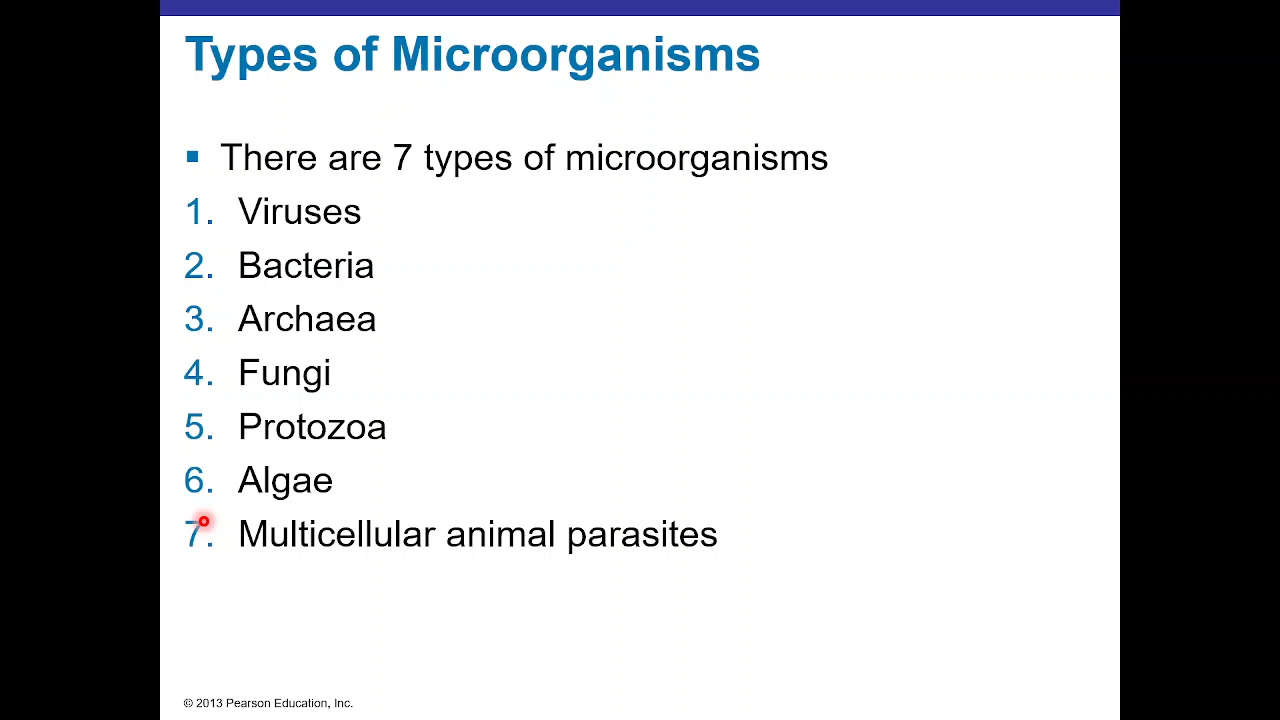 Types of Microorganisms
▪ There are 7 types of microorganisms
1. Viruses
2. Bacteria
3. Archaea
4. Fungi
5. Protozoa
6. Algae
7. Multicellular animal parasites
© 2013 Pearson Education, Inc.